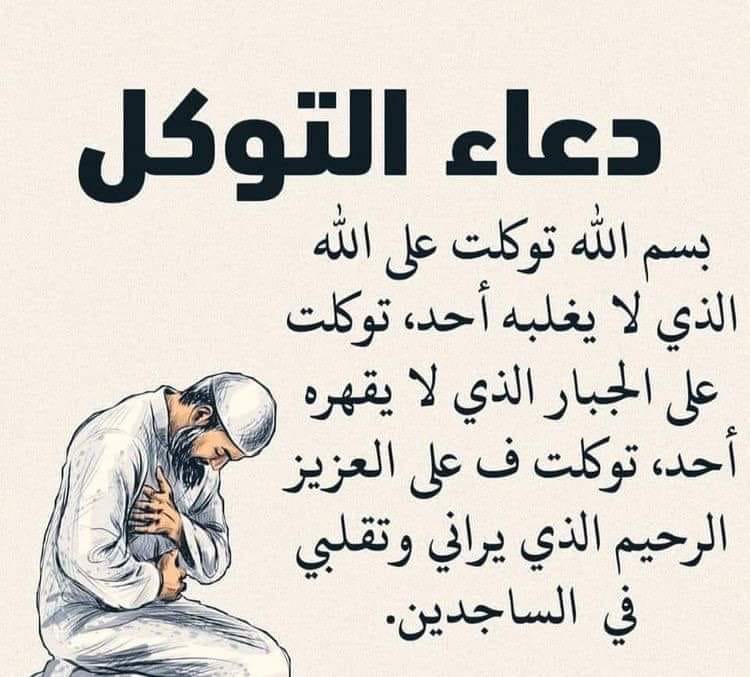 دعاء التوكل
بسم الله توكلت على الله
الذي لا يغلبه أحد، توكلت
على الجبار الذي لا يقهره
أحد، توكلت ف على العزيز
الرحيم الذي يراني وتقلبي
في الساجدين.